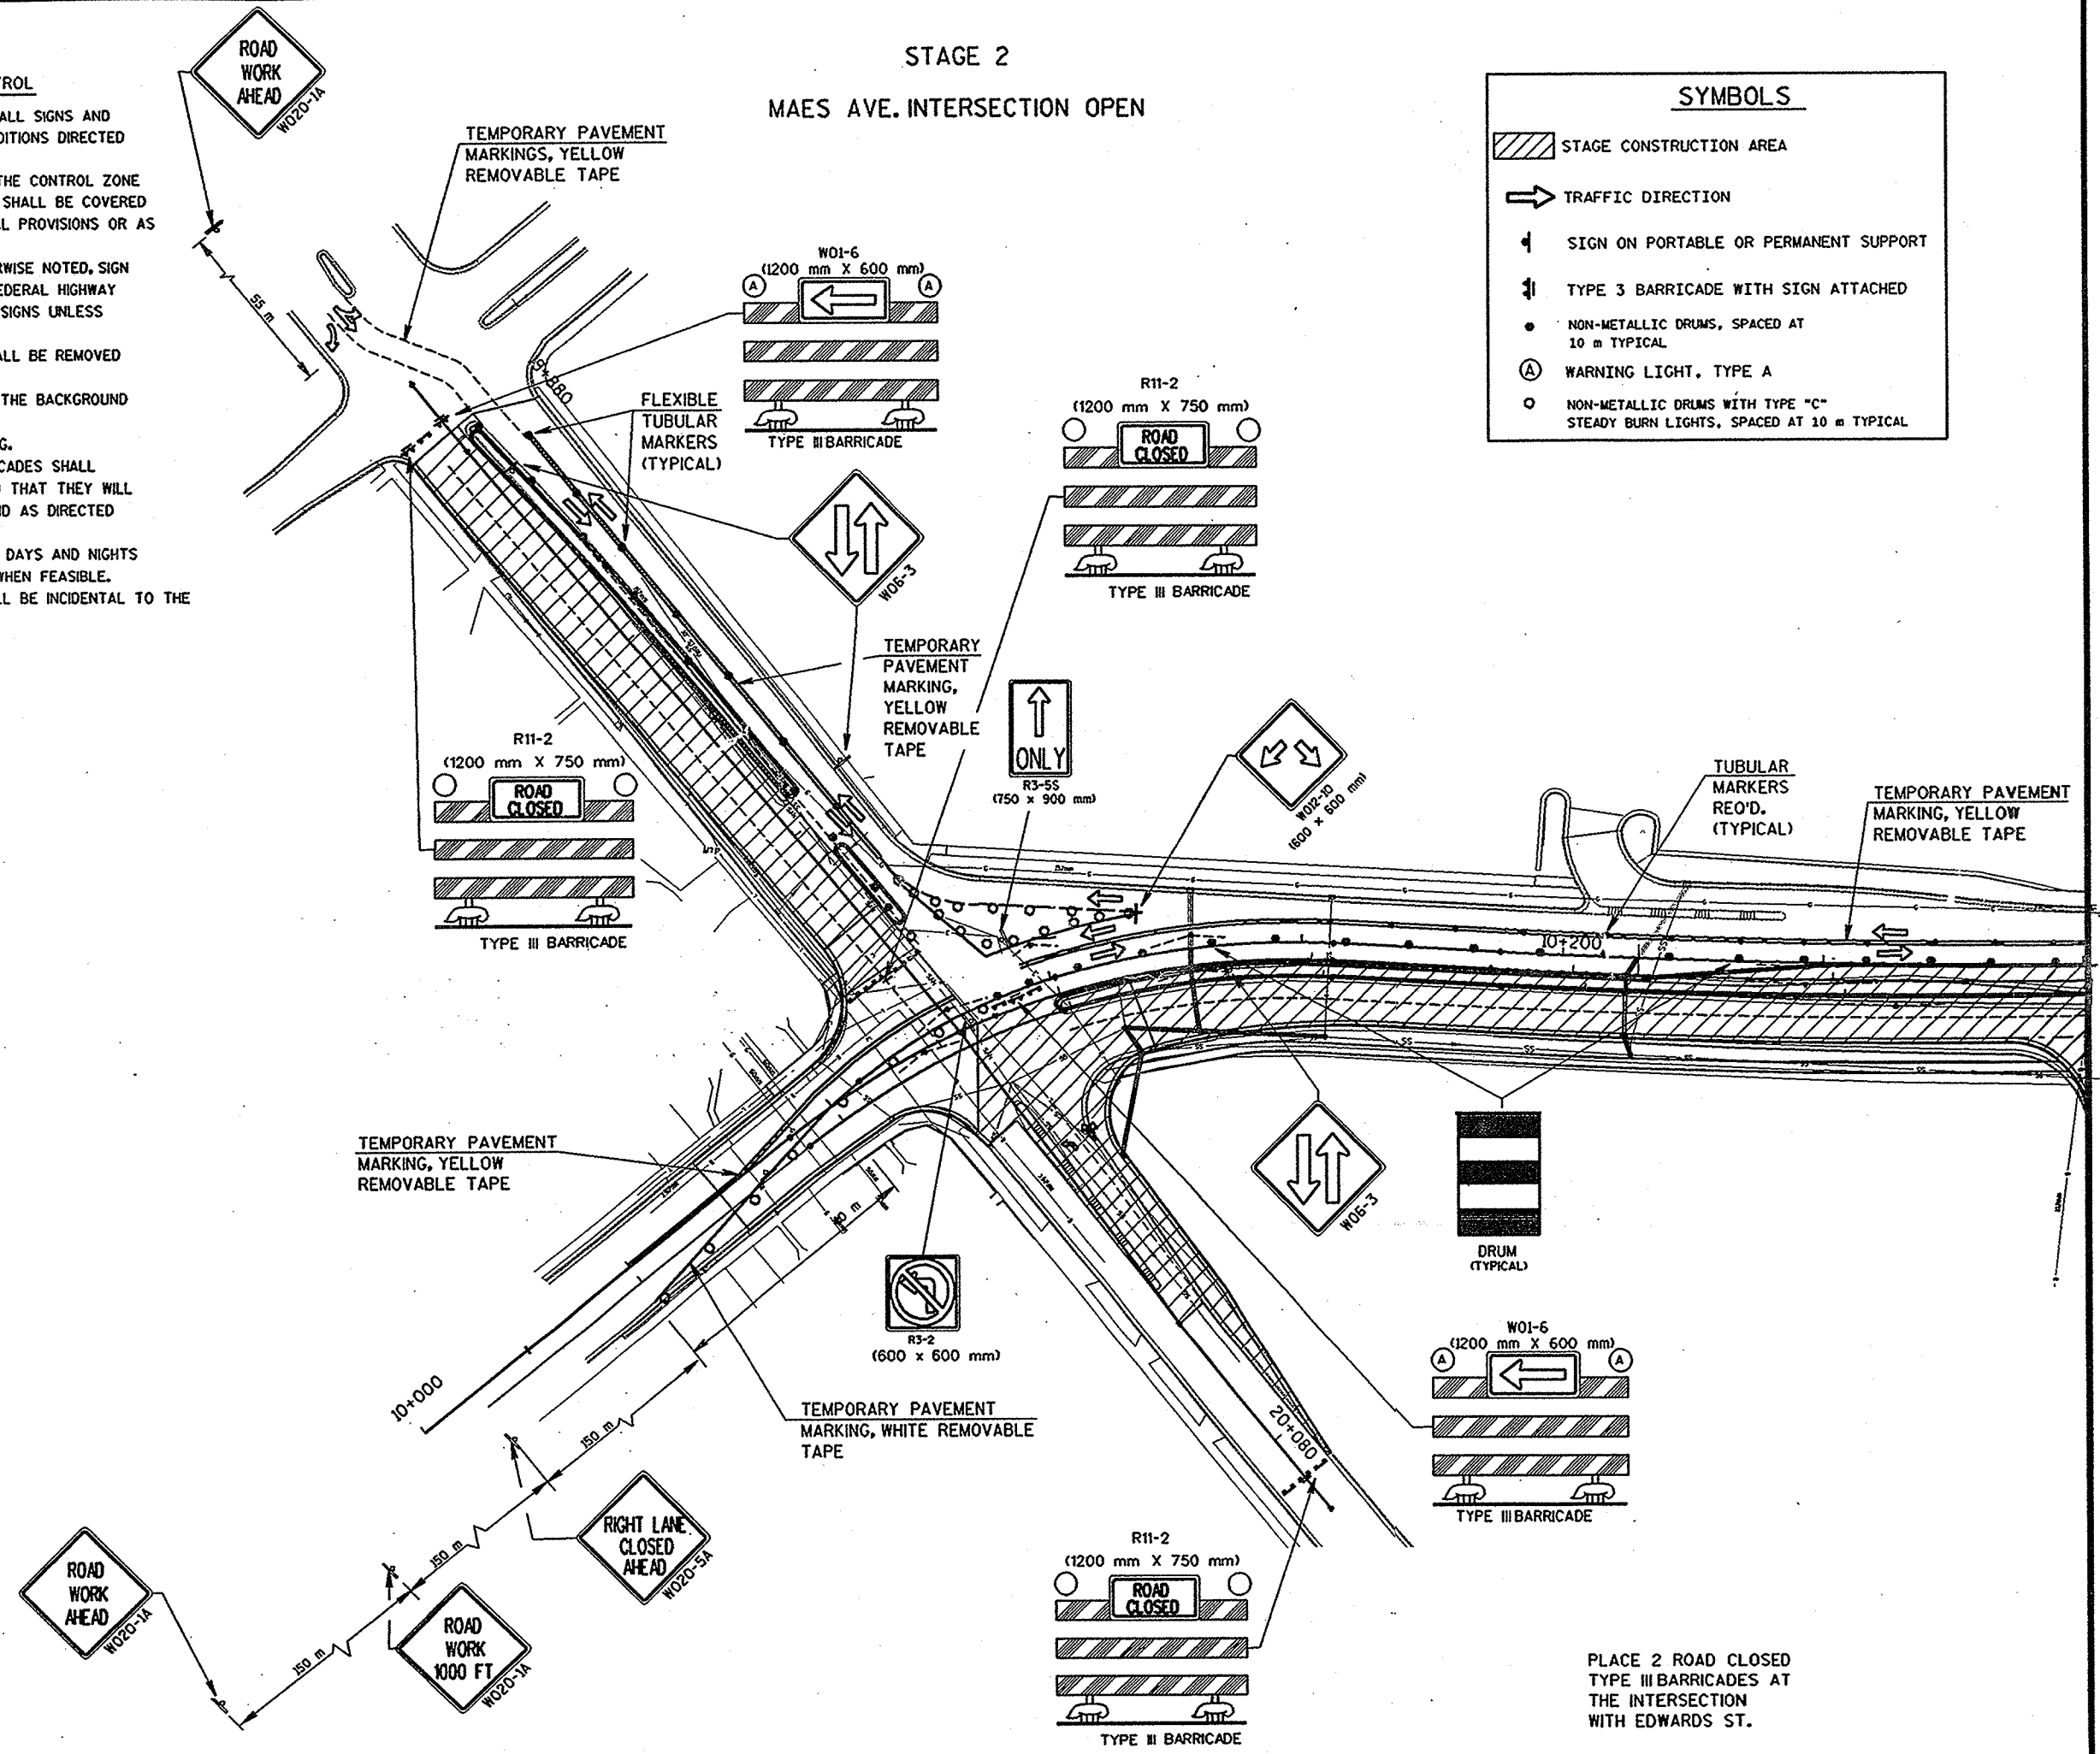 STAGE 2
MAES AVE. INTERSECTION OPEN
TROL
ALL SIGNS AND
DITIONS DIRECTED
THE CONTROL ZONE
SHALL BE COVERED
L PROVISIONS OR AS
RWISE NOTED, SIGN
EDERAL HIGHWAY
SIGNS UNLESS
ALL BE REMOVED
THE BACKGROUND
G.
CADES SHALL
THAT THEY WILL
ND AS DIRECTED
DAYS AND NIGHTS
WHEN FEASIBLE.
LL BE INCIDENTAL TO THE
ROAD
WORK
AHEAD
W020-1A
55 m
TEMPORARY PAVEMENT
MARKINGS, YELLOW
REMOVABLE TAPE
W01-6
(1200 mm X 600 mm)
A
A
TYPE III BARRICADE
9+880
FLEXIBLE
TUBULAR
MARKERS
(TYPICAL)
W06-3
R11-2
(1200 mm X 750 mm)
ROAD
CLOSED
TYPE III BARRICADE
SYMBOLS
STAGE CONSTRUCTION AREA
TRAFFIC DIRECTION
SIGN ON PORTABLE OR PERMANENT SUPPORT
TYPE 3 BARRICADE WITH SIGN ATTACHED
NON-METALLIC DRUMS, SPACED AT
10 m TYPICAL
A
WARNING LIGHT, TYPE A
NON-METALLIC DRUMS WITH TYPE "C"
STEADY BURN LIGHTS, SPACED AT 10 m TYPICAL
TEMPORARY
PAVEMENT
MARKING,
YELLOW
REMOVABLE
TAPE
ONLY
R3-5S
(750 x 900 mm)
W012-10
(600 x 600 mm)
TUBULAR
MARKERS
REQ'D.
(TYPICAL)
TEMPORARY PAVEMENT
MARKING, YELLOW
REMOVABLE TAPE
R11-2
(1200 mm X 750 mm)
ROAD
CLOSED
TYPE III BARRICADE
10+200
TEMPORARY PAVEMENT
MARKING, YELLOW
REMOVABLE TAPE
R3-2
(600 x 600 mm)
W06-3
DRUM
(TYPICAL)
10+000
TEMPORARY PAVEMENT
MARKING, WHITE REMOVABLE
TAPE
150 m
150 m
150 m
RIGHT LANE
CLOSED
AHEAD
W020-5A
ROAD
WORK
AHEAD
W020-1A
ROAD
WORK
1000 FT
W020-1A
20+080
W01-6
(1200 mm X 600 mm)
A
A
TYPE III BARRICADE
R11-2
(1200 mm X 750 mm)
ROAD
CLOSED
TYPE III BARRICADE
PLACE 2 ROAD CLOSED
TYPE III BARRICADES AT
THE INTERSECTION
WITH EDWARDS ST.